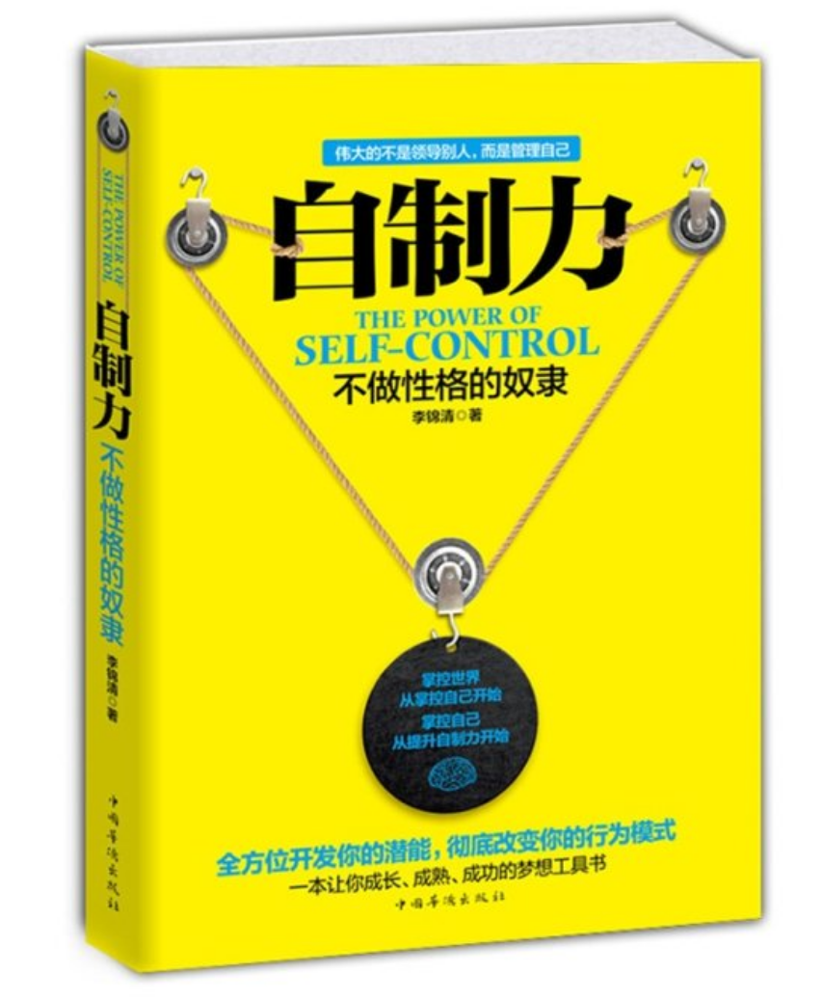 伟大的不是领导别人，而是管理自己
自制力
THE POWER OF
SELF-CONTROL
不做性格的奴隶
李锦清◎著
掌控世界
从掌控自己开始
掌控自己
从提升自制力开始
全方位开发你的潜能，彻底改变你的行为模式
一本让你成长、成熟、成功的梦想工具书
中国华侨出版社
THE POWER OF
SELF-CONTROL
自制力
不做性格的奴隶
李锦清◎著
中国华侨出版社